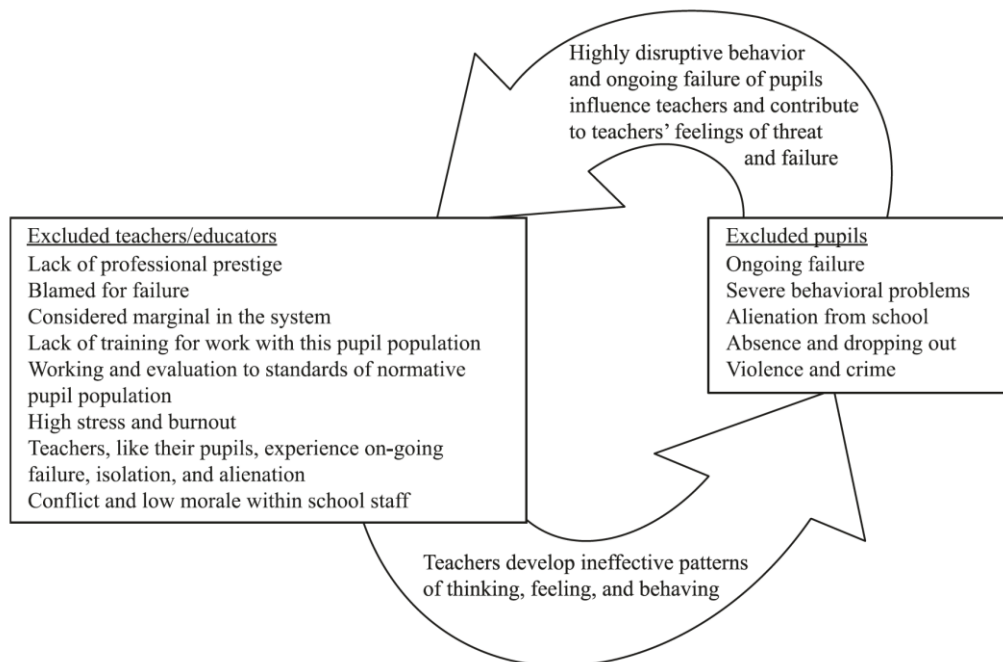 Highly disruptive behavior
and ongoing failure of pupils
influence teachers and contribute
to teachers’ feelings of threat
and failure
Excluded teachers/educators
Lack of professional prestige
Blamed for failure
Considered marginal in the system
Lack of training for work with this pupil population
Working and evaluation to standards of normative
pupil population
High stress and burnout
Teachers, like their pupils, experience on-going
failure, isolation, and alienation
Conflict and low morale within school staff
Excluded pupils
Ongoing failure
Severe behavioral problems
Alienation from school
Absence and dropping out
Violence and crime
Teachers develop ineffective patterns
of thinking, feeling, and behaving